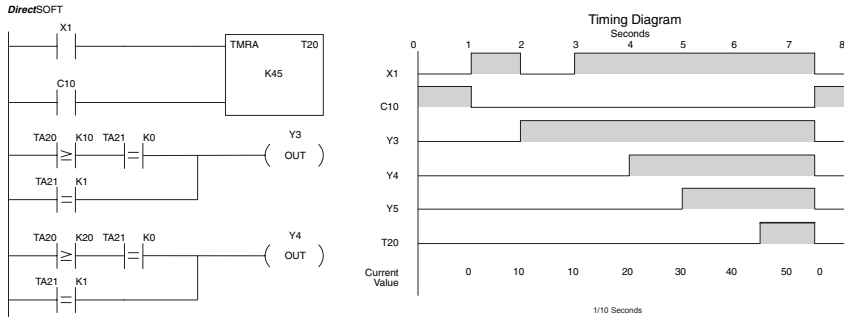 DirectSOFT
X1
TMRA T20
K45
C10
TA20 K10 TA21 K0 Y3
≥ = ( OUT )
TA21 K1
=
TA20 K20 TA21 K0 Y4
≥ = ( OUT )
TA21 K1
=
Timing Diagram
Seconds
0 1 2 3 4 5 6 7 8
X1
C10
Y3
Y4
Y5
T20
Current
Value
0 10 10 20 30 40 50 0
1/10 Seconds